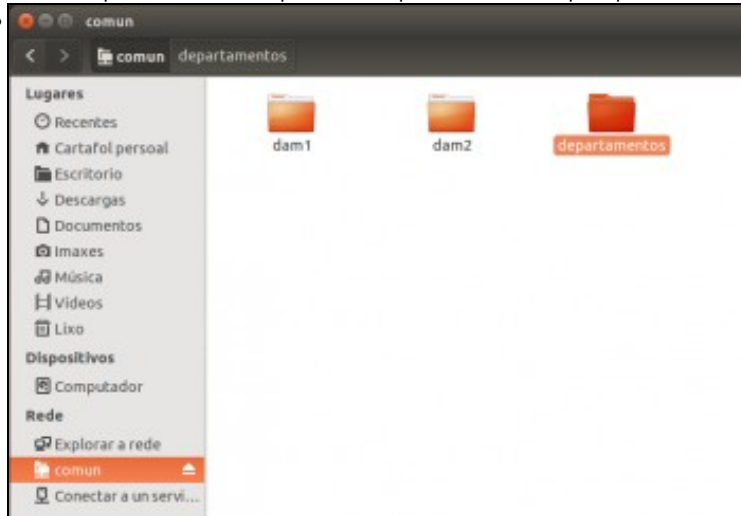 comun
comun departamentos
Lugares
Recentes
Cartafol persoal
Escritorio
Descargas
Documentos
Imaxes
Música
Vídeos
Lixo
Dispositivos
Computador
Rede
Explorar a rede
comun
Conectar a un servi...
dam1 dam2 departamentos